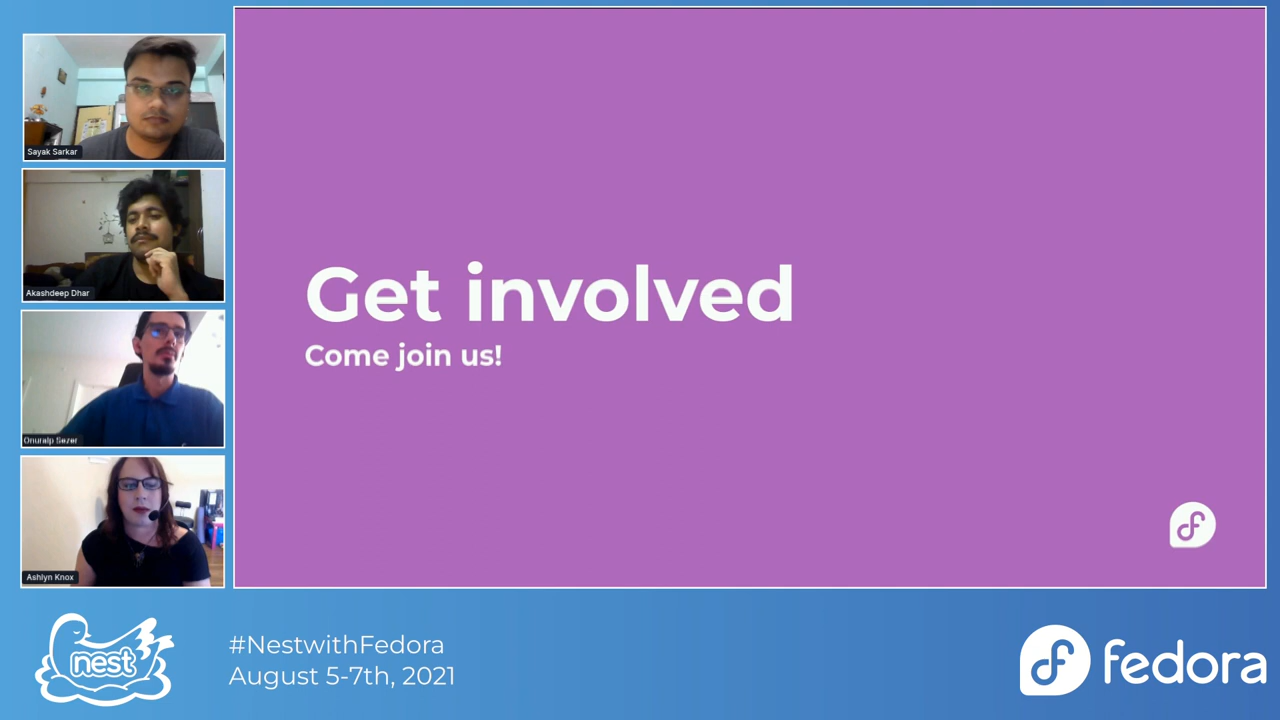 Sayak Sarkar
Akashdeep Dhar
Onuralp Sezer
Ashlyn Knox
Get involved
Come join us!
nest
#NestwithFedora
August 5-7th, 2021
fedora